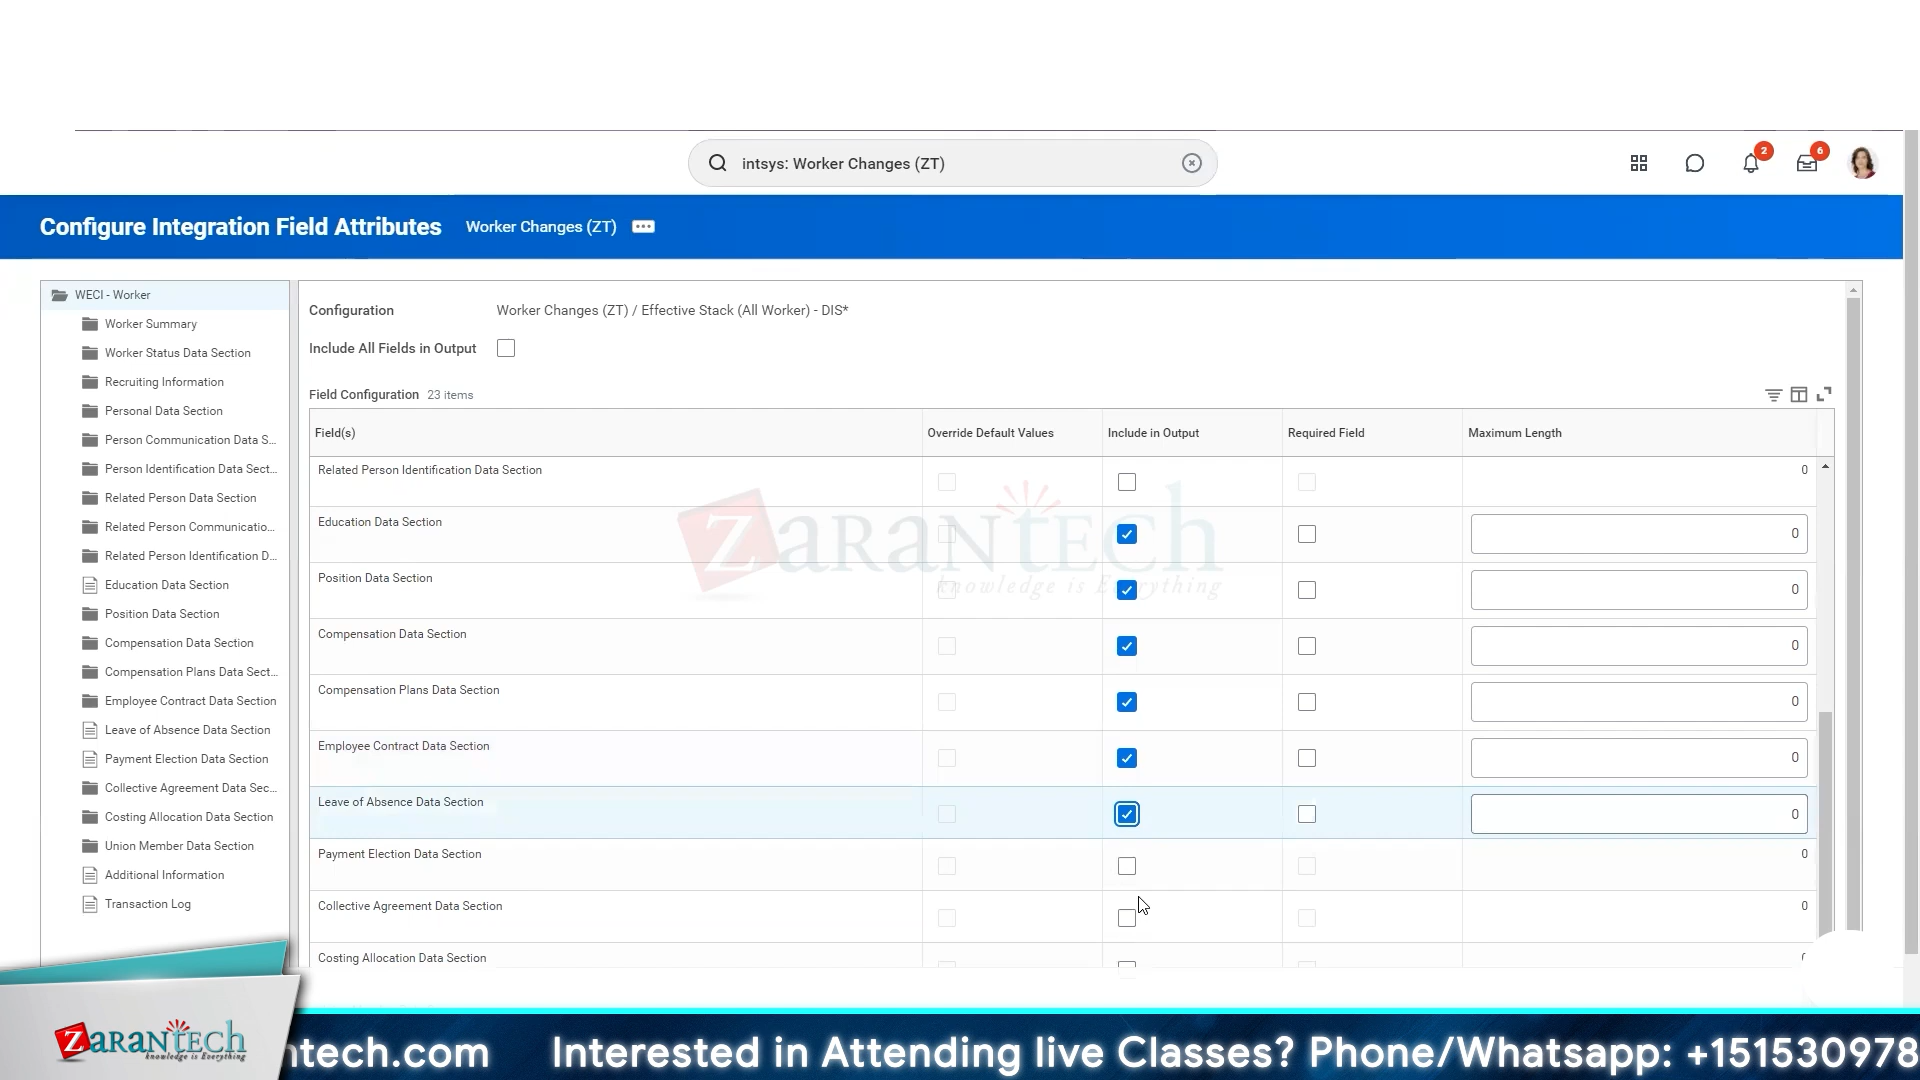 intsys: Worker Changes (ZT)
2
6
Configure Integration Field Attributes Worker Changes (ZT)
WECI - Worker
Worker Summary
Worker Status Data Section
Recruiting Information
Personal Data Section
Person Communication Data S...
Person Identification Data Sect...
Related Person Data Section
Related Person Communicatio...
Related Person Identification D...
Education Data Section
Position Data Section
Compensation Data Section
Compensation Plans Data Sect...
Employee Contract Data Section
Leave of Absence Data Section
Payment Election Data Section
Collective Agreement Data Sec...
Costing Allocation Data Section
Union Member Data Section
Additional Information
Transaction Log
Configuration Worker Changes (ZT) / Effective Stack (All Worker) - DIS*
Include All Fields in Output
Field Configuration 23 items
Field(s) Override Default Values Include in Output Required Field Maximum Length
Related Person Identification Data Section 0
Education Data Section 0
Position Data Section 0
Compensation Data Section 0
Compensation Plans Data Section 0
Employee Contract Data Section 0
Leave of Absence Data Section 0
Payment Election Data Section 0
Collective Agreement Data Section 0
Costing Allocation Data Section
ZaranTech
knowledge is Everything
ZaranTech
knowledge is Everything
ntech.com Interested in Attending live Classes? Phone/Whatsapp: +151530978